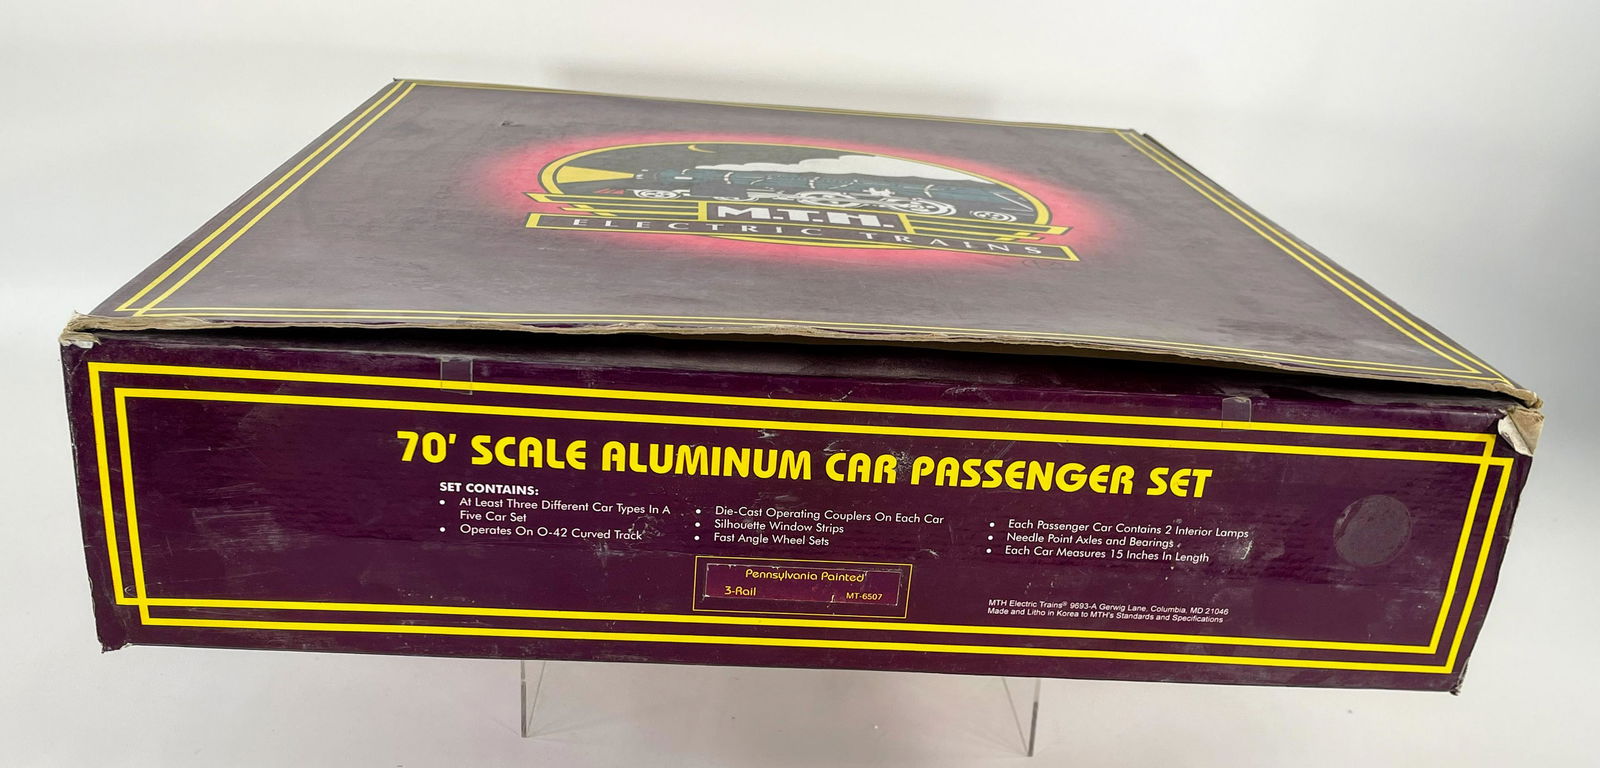 M.T.H.
ELECTRIC TRAINS
70' SCALE ALUMINUM CAR PASSENGER SET
SET CONTAINS:
• At Least Three Different Car Types In A
Five Car Set
• Operates On O-42 Curved Track
• Die-Cast Operating Couplers On Each Car
• Silhouette Window Strips
• Fast Angle Wheel Sets
• Each Passenger Car Contains 2 Interior Lamps
• Needle Point Axles and Bearings
• Each Car Measures 15 Inches In Length
Pennsylvania Painted
3-Rail MT-6507
MTH Electric Trains® 9693-A Gerwig Lane, Columbia, MD 21046
Made and Litho in Korea to MTH's Standards and Specifications